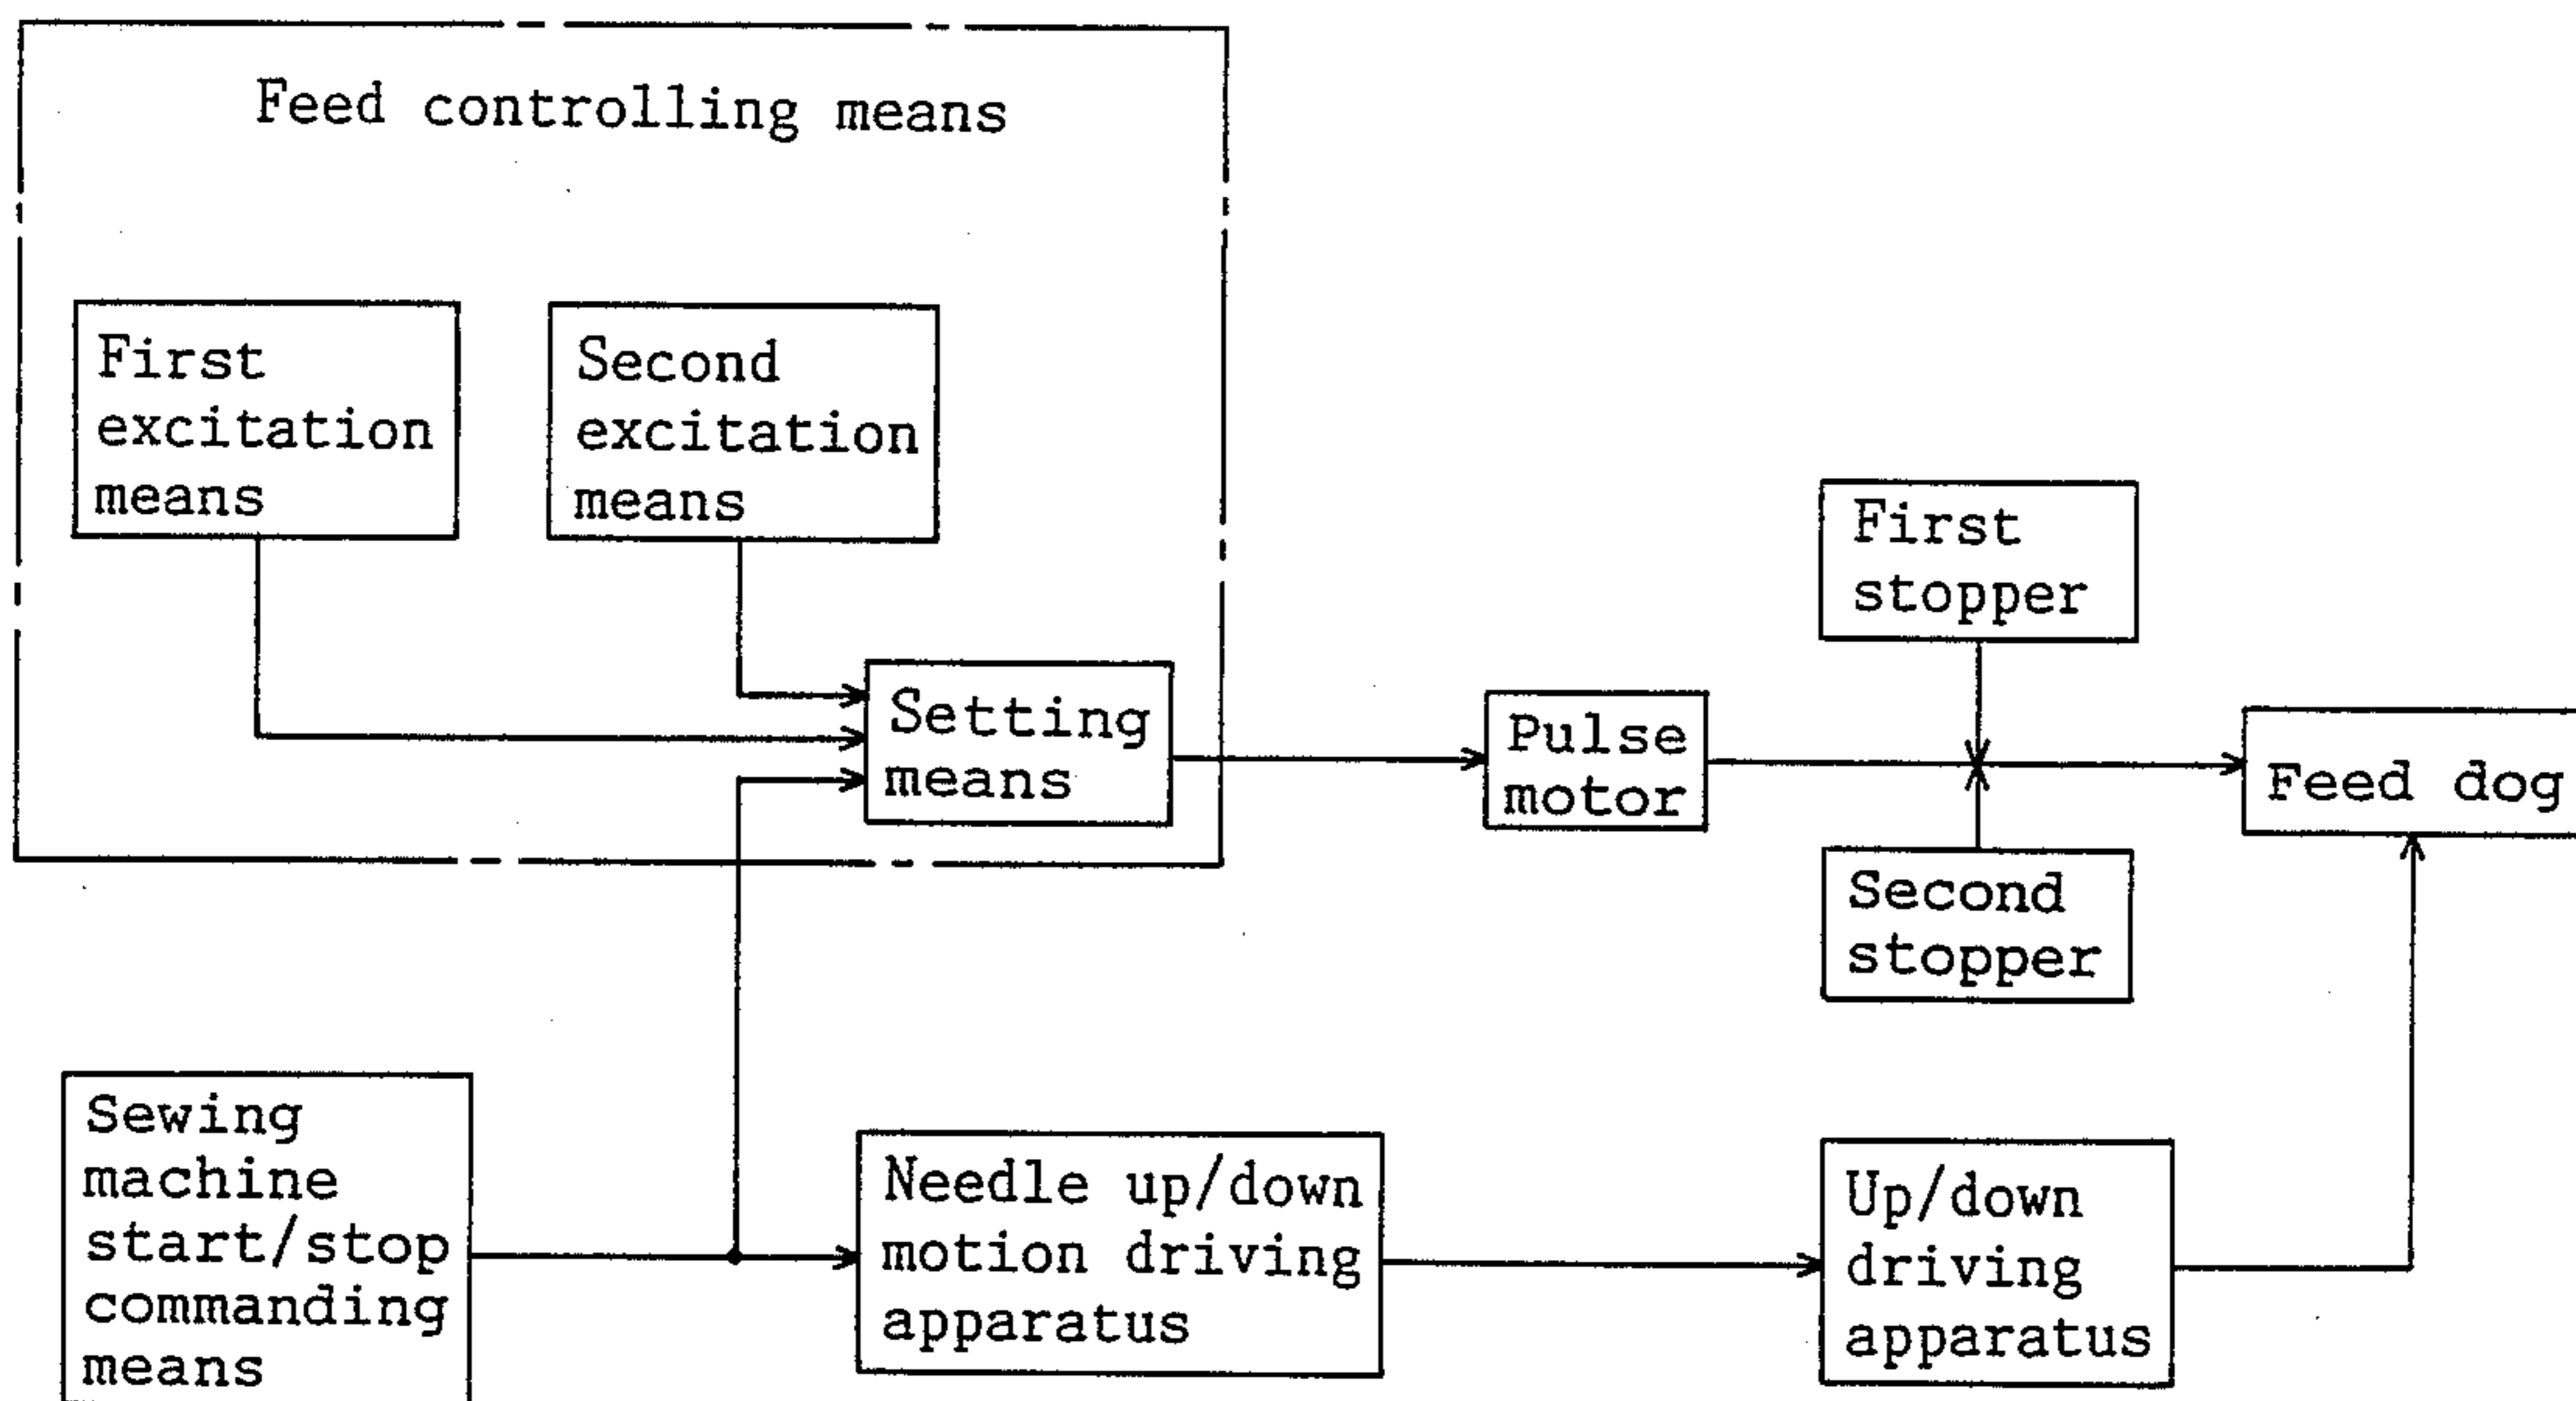 Feed controlling means
First
excitation
means
Second
excitation
means
Setting
means
Pulse
motor
First
stopper
Second
stopper
Feed dog
Sewing
machine
start/stop
commanding
means
Needle up/down
motion driving
apparatus
Up/down
driving
apparatus